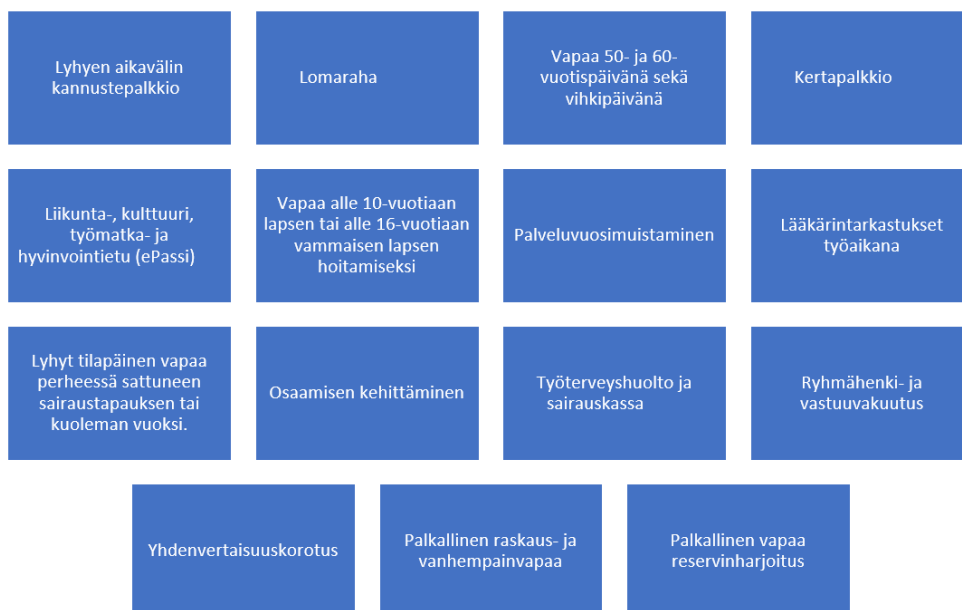 Lyhyen aikavälin
kannustepalkkio
Lomaraha
Vapaa 50- ja 60-
vuotispäivänä sekä
vihkipäivänä
Kertapalkkio
Liikunta-, kulttuuri,
työmatka- ja
hyvinvointietu (ePassi)
Vapaa alle 10-vuotiaan
lapsen tai alle 16-vuotiaan
vammaisen lapsen
hoitamiseksi
Palveluvuosimuistaminen
Lääkärintarkastukset
työaikana
Lyhyt tilapäinen vapaa
perheessä sattuneen
sairaustapauksen tai
kuoleman vuoksi.
Osaamisen kehittäminen
Työterveyshuolto ja
sairauskassa
Ryhmähenki- ja
vastuuvakuutus
Yhdenvertaisuuskorotus
Palkallinen raskaus- ja
vanhempainvapaa
Palkallinen vapaa
reservinharjoitus